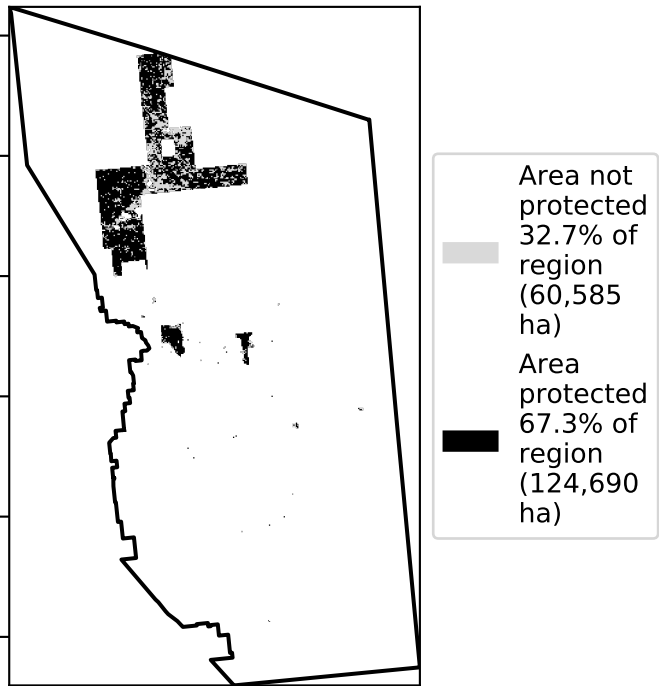 Area not
protected
32.7% of
region
(60,585
ha)
Area
protected
67.3% of
region
(124,690
ha)